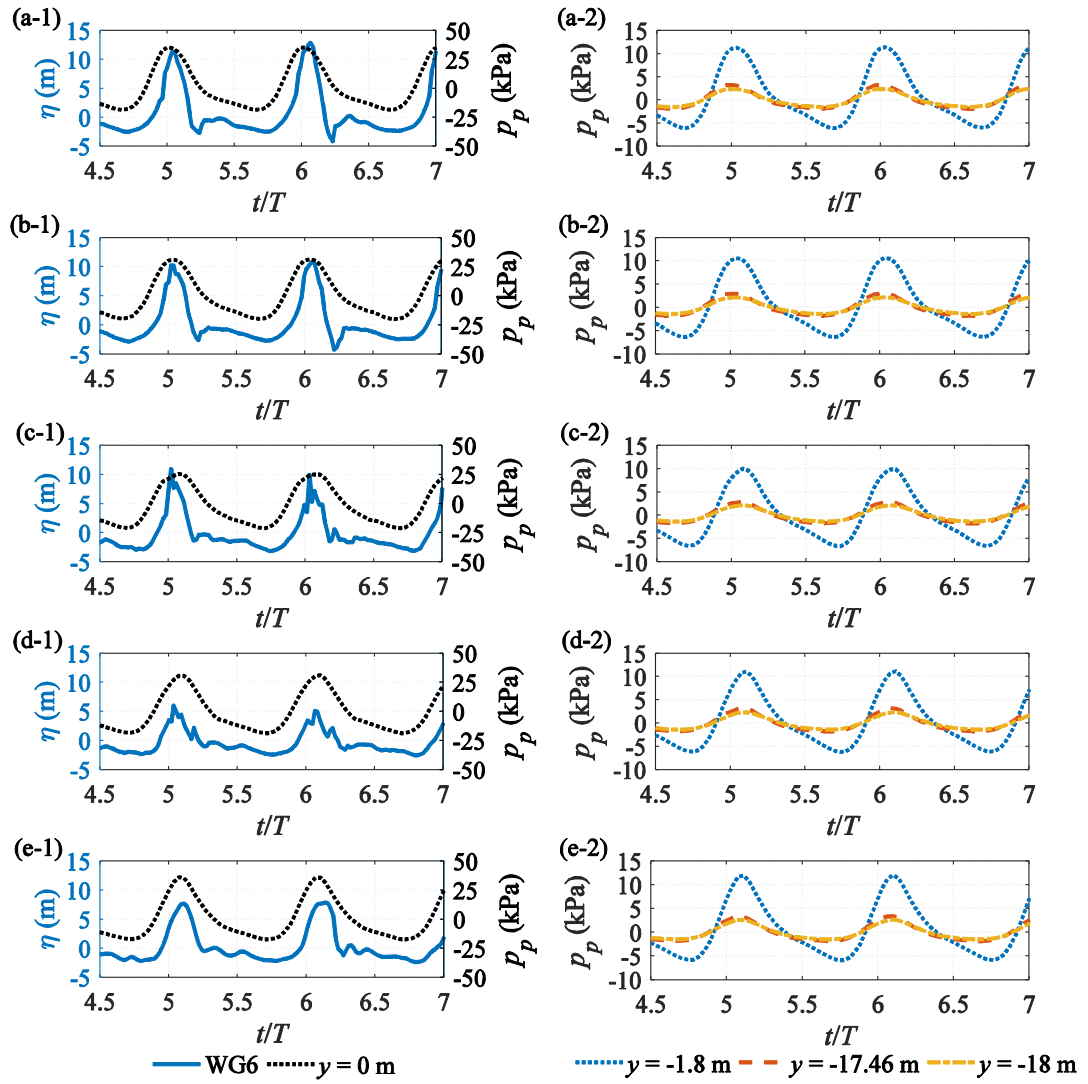 (a-1) (a-2)
15 10 5 0 -5
η (m)
50 25 0 -25 -50
p_p (kPa)
4.5 5 5.5 6 6.5 7
t/T
15 10 5 0 -5 -10
p_p (kPa)
4.5 5 5.5 6 6.5 7
t/T
(b-1) (b-2)
15 10 5 0 -5
η (m)
50 25 0 -25 -50
p_p (kPa)
4.5 5 5.5 6 6.5 7
t/T
15 10 5 0 -5 -10
p_p (kPa)
4.5 5 5.5 6 6.5 7
t/T
(c-1) (c-2)
15 10 5 0 -5
η (m)
50 25 0 -25 -50
p_p (kPa)
4.5 5 5.5 6 6.5 7
t/T
15 10 5 0 -5 -10
p_p (kPa)
4.5 5 5.5 6 6.5 7
t/T
(d-1) (d-2)
15 10 5 0 -5
η (m)
50 25 0 -25 -50
p_p (kPa)
4.5 5 5.5 6 6.5 7
t/T
15 10 5 0 -5 -10
p_p (kPa)
4.5 5 5.5 6 6.5 7
t/T
(e-1) (e-2)
15 10 5 0 -5
η (m)
50 25 0 -25 -50
p_p (kPa)
4.5 5 5.5 6 6.5 7
t/T
15 10 5 0 -5 -10
p_p (kPa)
4.5 5 5.5 6 6.5 7
t/T
WG6 y = 0 m
y = -1.8 m y = -17.46 m y = -18 m